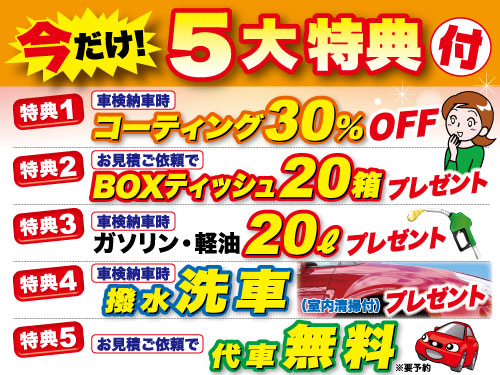 今だけ! 5大特典付
特典1 車検納車時
コーティング30%OFF
特典2 お見積ご依頼で
BOXティッシュ20箱プレゼント
特典3 車検納車時
ガソリン・軽油20ℓプレゼント
特典4 車検納車時
撥水洗車(室内清掃付)プレゼント
特典5 お見積ご依頼で
代車無料※要予約